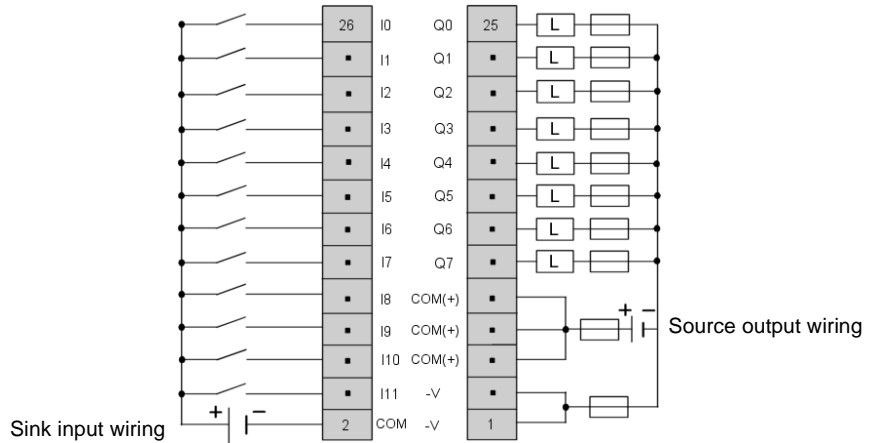 26 I0 Q0 25 L
I1 Q1 L
I2 Q2 L
I3 Q3 L
I4 Q4 L
I5 Q5 L
I6 Q6 L
I7 Q7 L
I8 COM(+)
+ −
I9 COM(+) Source output wiring
I10 COM(+)
I11 -V
+ −
Sink input wiring 2 COM -V 1